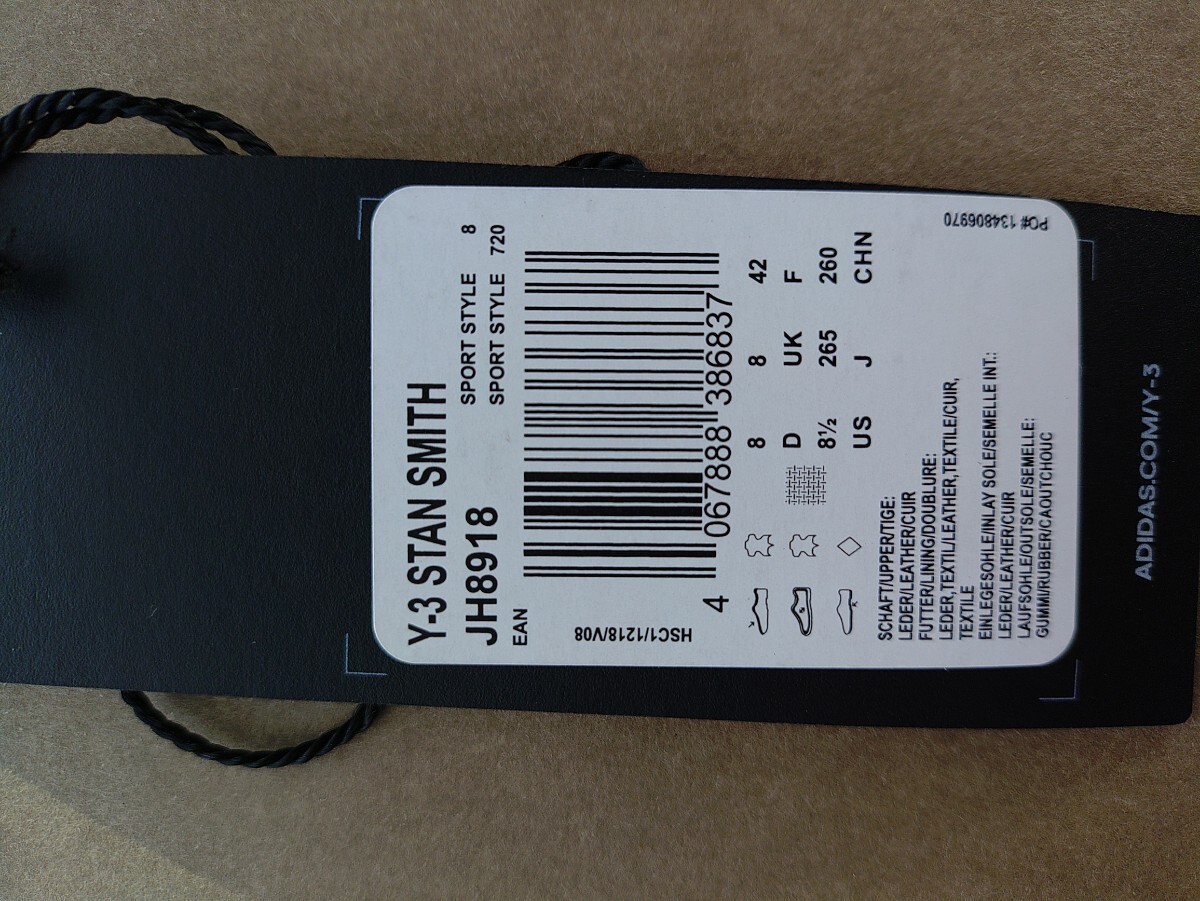 Y-3 STAN SMITH
JH8918
SPORT STYLE 8
SPORT STYLE 720
EAN
4 067888 386837
HSC1/1218/V08
8 8 42
D UK F
8½ 265 260
US J CHN
SCHAFT/UPPER/TIGE:
LEDER/LEATHER/CUIR
FUTTER/LINING/DOUBLURE:
LEDER,TEXTIL/LEATHER,TEXTILE/CUIR,
TEXTILE
EINLEGESOHLE/INLAY SOLE/SEMELLE INT.:
LEDER/LEATHER/CUIR
LAUFSOHLE/OUTSOLE/SEMELLE:
GUMMI/RUBBER/CAOUTCHOUC
PO# 134806970
ADIDAS.COM/Y-3